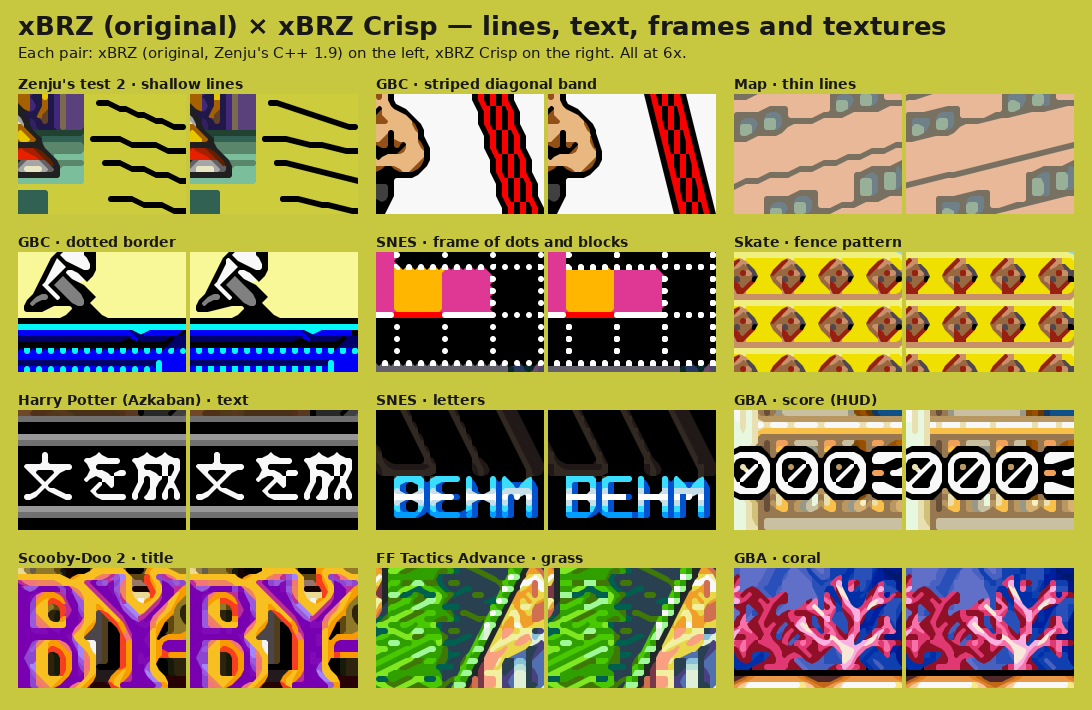 xBRZ (original) × xBRZ Crisp — lines, text, frames and textures
Each pair: xBRZ (original, Zenju's C++ 1.9) on the left, xBRZ Crisp on the right. All at 6x.
Zenju's test 2 · shallow lines
GBC · striped diagonal band
Map · thin lines
GBC · dotted border
SNES · frame of dots and blocks
Skate · fence pattern
Harry Potter (Azkaban) · text
SNES · letters
GBA · score (HUD)
Scooby-Doo 2 · title
FF Tactics Advance · grass
GBA · coral